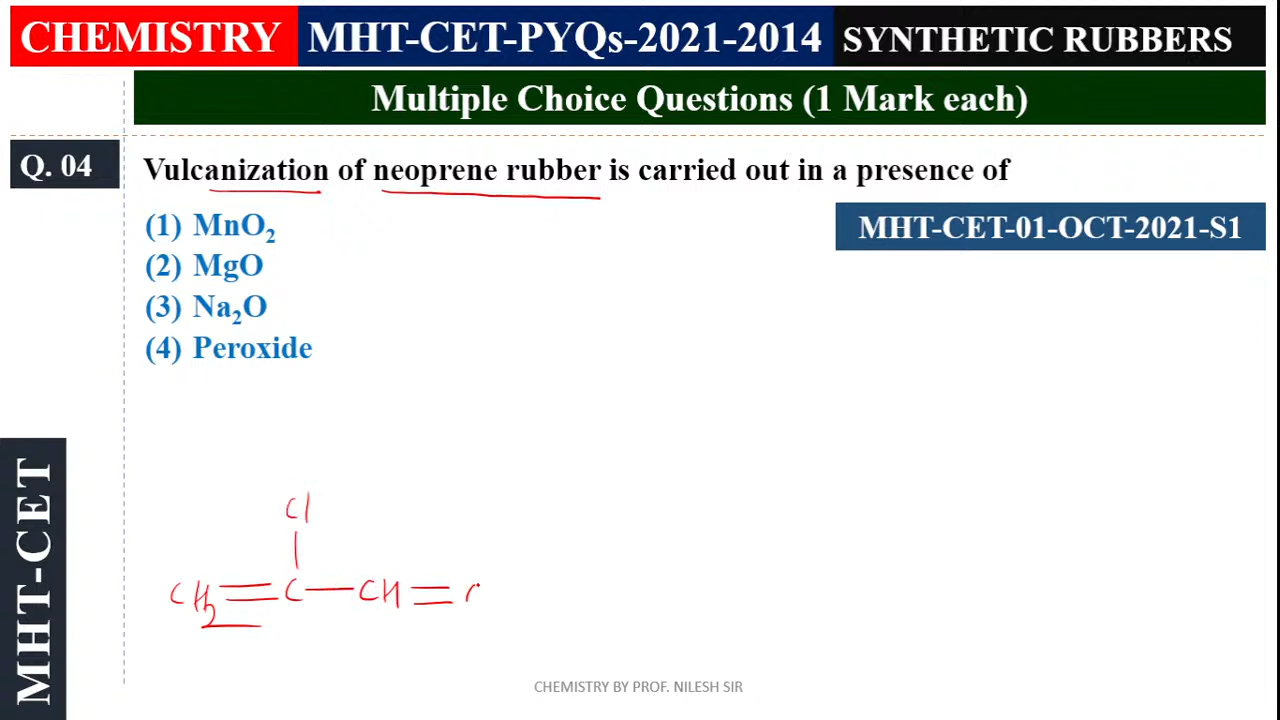 CHEMISTRY MHT-CET-PYQs-2021-2014 SYNTHETIC RUBBERS
Multiple Choice Questions (1 Mark each)
Q. 04 Vulcanization of neoprene rubber is carried out in a presence of
MHT-CET-01-OCT-2021-S1
(1) MnO₂
(2) MgO
(3) Na₂O
(4) Peroxide
Cl
CH₂=C—CH=
MHT-CET
CHEMISTRY BY PROF. NILESH SIR